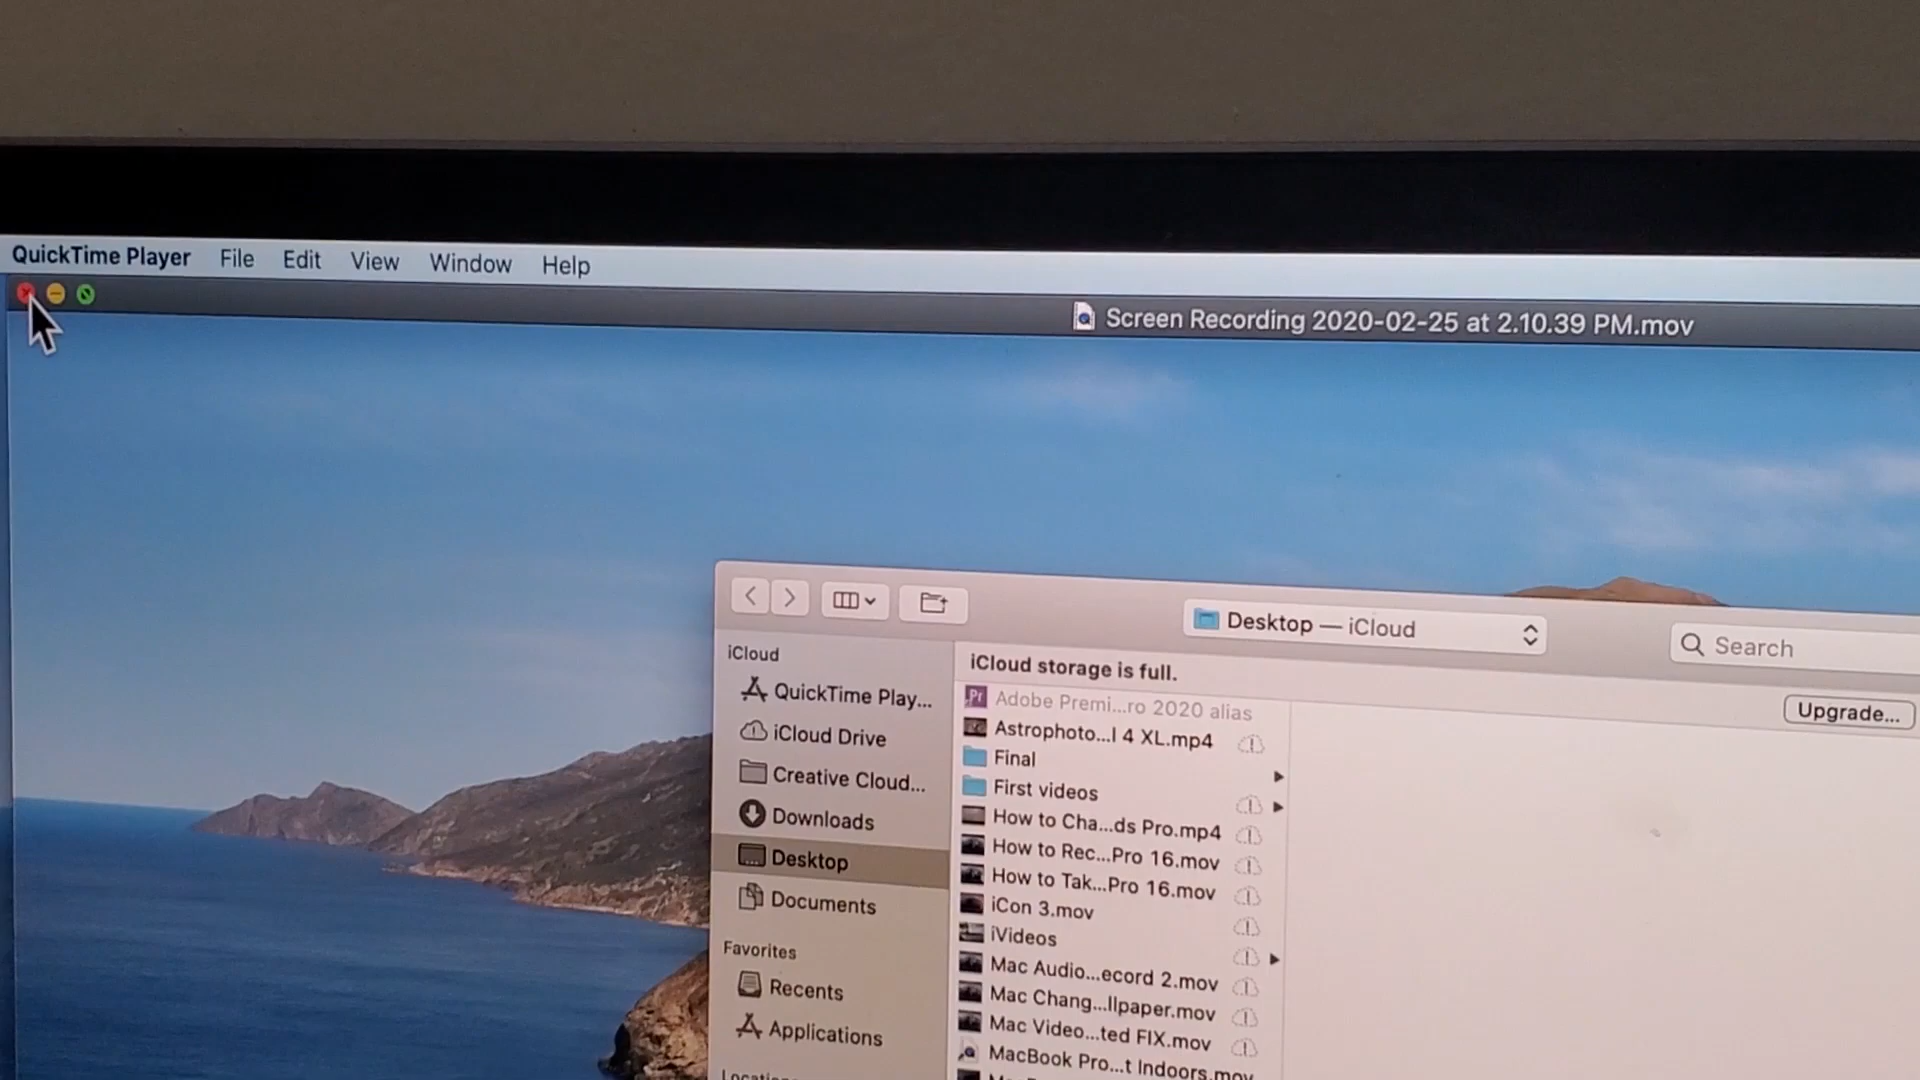 QuickTime Player File Edit View Window Help
Screen Recording 2020-02-25 at 2.10.39 PM.mov
Desktop — iCloud
Search
iCloud
QuickTime Play...
iCloud Drive
Creative Cloud...
Downloads
Desktop
Documents
Favorites
Recents
Applications
iCloud storage is full.
Upgrade...
Pr Adobe Premi...ro 2020 alias
Astrophoto...l 4 XL.mp4
Final
First videos
How to Cha...ds Pro.mp4
How to Rec...Pro 16.mov
How to Tak...Pro 16.mov
iCon 3.mov
iVideos
Mac Audio...ecord 2.mov
Mac Chang...llpaper.mov
Mac Video...ted FIX.mov
MacBook Pro...t Indoors.mov